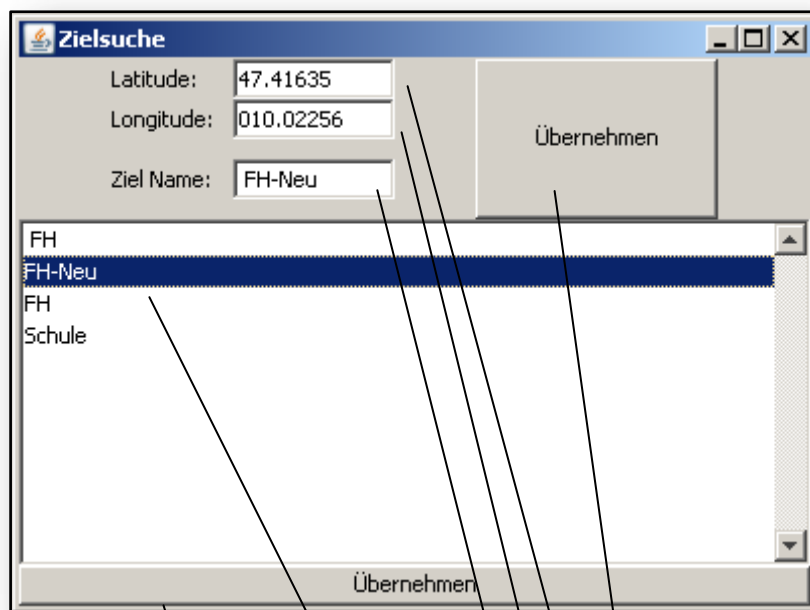 Zielsuche
Latitude: 47.41635
Longitude: 010.02256
Übernehmen
Ziel Name: FH-Neu
FH
FH-Neu
FH
Schule
Übernehmen